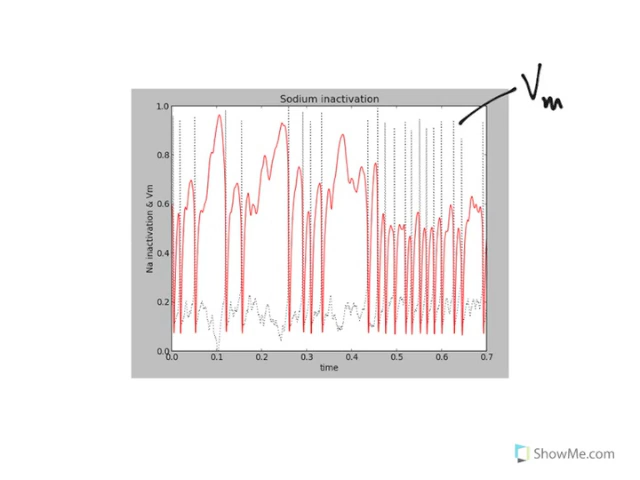 Vm
Sodium inactivation
Na inactivation & Vm
1.0
0.8
0.6
0.4
0.2
0.0
0.0 0.1 0.2 0.3 0.4 0.5 0.6 0.7
time
ShowMe.com